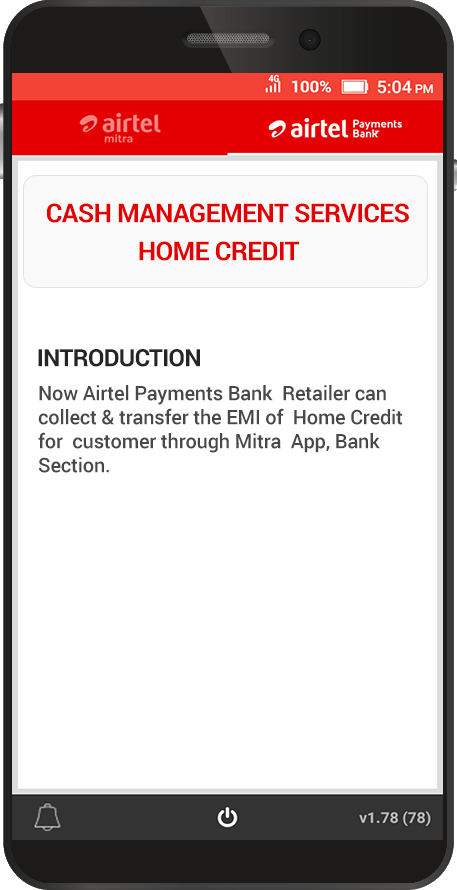 4G 100% 5:04 PM
airtel mitra
airtel Payments Bank
CASH MANAGEMENT SERVICES
HOME CREDIT
INTRODUCTION
Now Airtel Payments Bank Retailer can
collect & transfer the EMI of Home Credit
for customer through Mitra App, Bank
Section.
v1.78 (78)